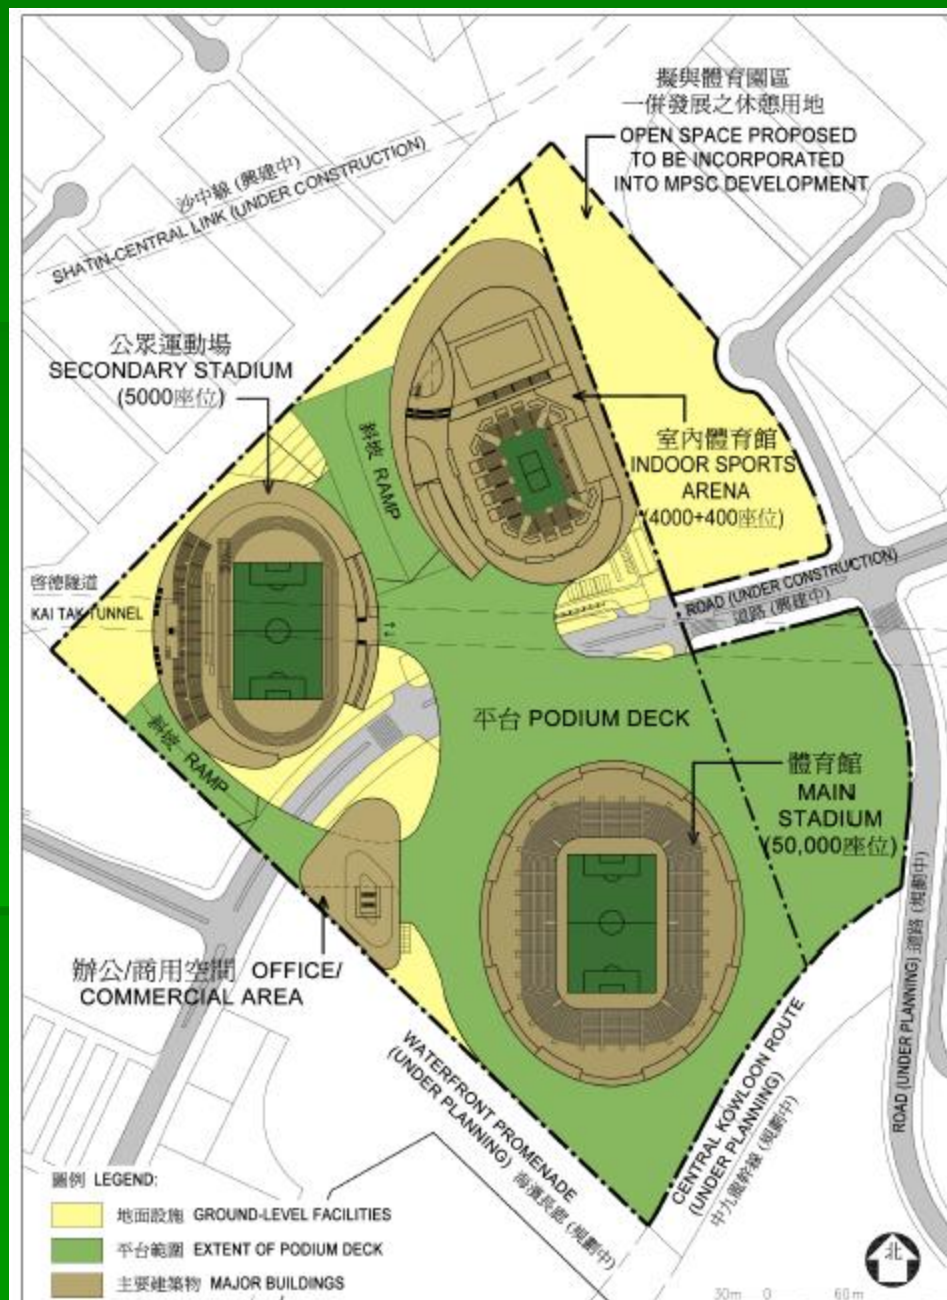 擬與體育園區
一併發展之休憩用地
OPEN SPACE PROPOSED
TO BE INCORPORATED
INTO MPSC DEVELOPMENT
沙中線 (興建中)
SHATIN-CENTRAL LINK (UNDER CONSTRUCTION)
公眾運動場
SECONDARY STADIUM
(5000座位)
斜坡 RAMP
室內體育館
INDOOR SPORTS
ARENA
(4000+400座位)
啓德隧道
KAI TAK TUNNEL
ROAD (UNDER CONSTRUCTION)
道路 (興建中)
平台 PODIUM DECK
斜坡 RAMP
體育館
MAIN
STADIUM
(50,000座位)
辦公/商用空間 OFFICE/
COMMERCIAL AREA
WATERFRONT PROMENADE
(UNDER PLANNING) 海濱長廊 (規劃中)
CENTRAL KOWLOON ROUTE
(UNDER PLANNING)
中九龍幹線 (規劃中)
ROAD (UNDER PLANNING) 道路 (規劃中)
圖例 LEGEND:
地面設施 GROUND-LEVEL FACILITIES
平台範圍 EXTENT OF PODIUM DECK
主要建築物 MAJOR BUILDINGS
北
30m 0 60m